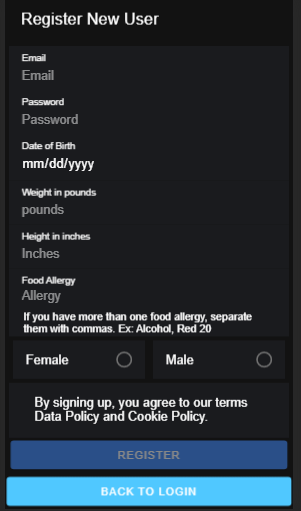 Register New User
Email
Email
Password
Password
Date of Birth
mm/dd/yyyy
Weight in pounds
pounds
Height in inches
Inches
Food Allergy
Allergy
If you have more than one food allergy, separate
them with commas. Ex: Alcohol, Red 20
Female
Male
By signing up, you agree to our terms
Data Policy and Cookie Policy.
REGISTER
BACK TO LOGIN